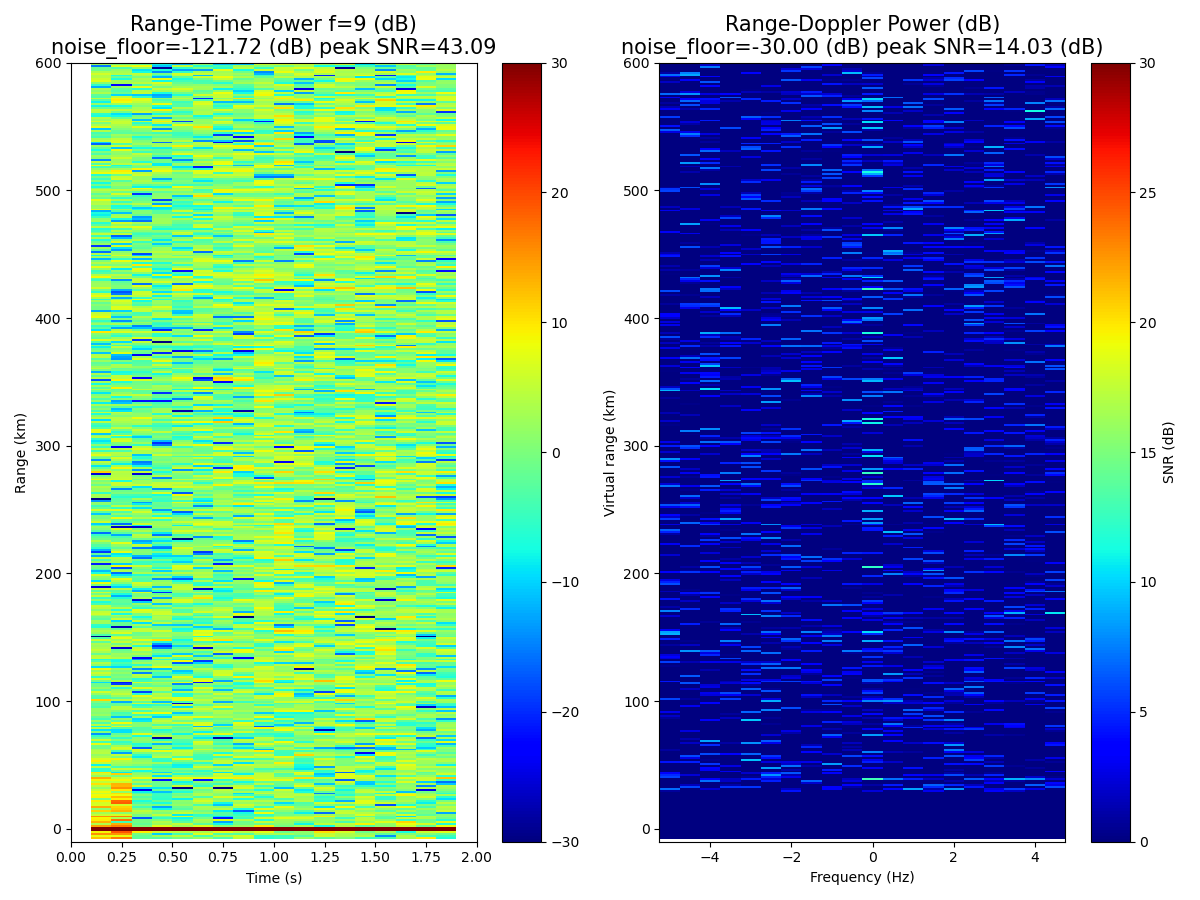 Range-Time Power f=9 (dB)
noise_floor=-121.72 (dB) peak SNR=43.09
600
500
400
300
200
100
0
Range (km)
0.00 0.25 0.50 0.75 1.00 1.25 1.50 1.75 2.00
Time (s)
30
20
10
0
−10
−20
−30
Range-Doppler Power (dB)
noise_floor=-30.00 (dB) peak SNR=14.03 (dB)
600
500
400
300
200
100
0
Virtual range (km)
−4 −2 0 2 4
Frequency (Hz)
30
25
20
15
10
5
0
SNR (dB)